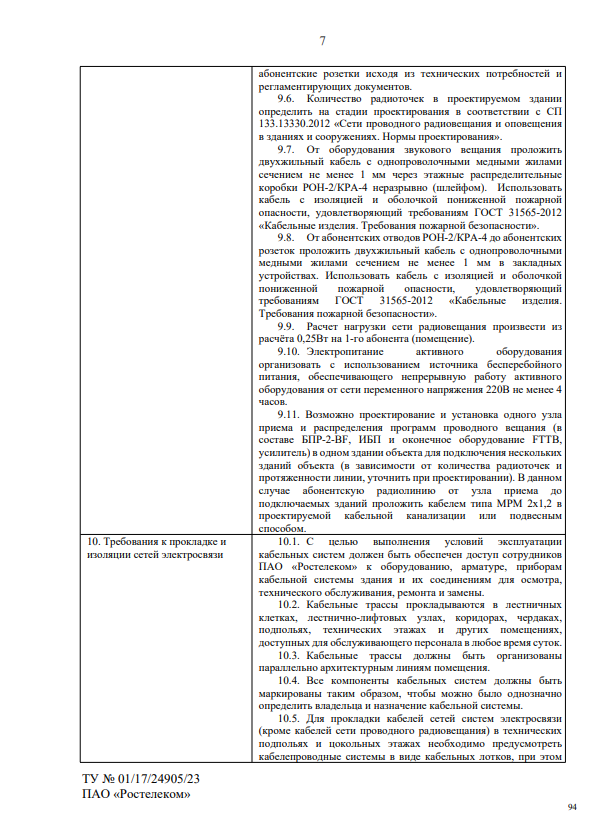 7
абонентские розетки исходя из технических потребностей и
регламентирующих документов.
9.6. Количество радиоточек в проектируемом здании
определить на стадии проектирования в соответствии с СП
133.13330.2012 «Сети проводного радиовещания и оповещения
в зданиях и сооружениях. Нормы проектирования».
9.7. От оборудования звукового вещания проложить
двухжильный кабель с однопроволочными медными жилами
сечением не менее 1 мм через этажные распределительные
коробки РОН-2/КРА-4 неразрывно (шлейфом). Использовать
кабель с изоляцией и оболочкой пониженной пожарной
опасности, удовлетворяющий требованиям ГОСТ 31565-2012
«Кабельные изделия. Требования пожарной безопасности».
9.8. От абонентских отводов РОН-2/КРА-4 до абонентских
розеток проложить двухжильный кабель с однопроволочными
медными жилами сечением не менее 1 мм в закладных
устройствах. Использовать кабель с изоляцией и оболочкой
пониженной пожарной опасности, удовлетворяющий
требованиям ГОСТ 31565-2012 «Кабельные изделия.
Требования пожарной безопасности».
9.9. Расчет нагрузки сети радиовещания произвести из
расчёта 0,25Вт на 1-го абонента (помещение).
9.10. Электропитание активного оборудования
организовать с использованием источника бесперебойного
питания, обеспечивающего непрерывную работу активного
оборудования от сети переменного напряжения 220В не менее 4
часов.
9.11. Возможно проектирование и установка одного узла
приема и распределения программ проводного вещания (в
составе БПР-2-BF, ИБП и оконечное оборудование FTTB,
усилитель) в одном здании объекта для подключения нескольких
зданий объекта (в зависимости от количества радиоточек и
протяженности линии, уточнить при проектировании). В данном
случае абонентскую радиолинию от узла приема до
подключаемых зданий проложить кабелем типа МРМ 2х1,2 в
проектируемой кабельной канализации или подвесным
способом.
10. Требования к прокладке и
изоляции сетей электросвязи
10.1. С целью выполнения условий эксплуатации
кабельных систем должен быть обеспечен доступ сотрудников
ПАО «Ростелеком» к оборудованию, арматуре, приборам
кабельной системы здания и их соединениям для осмотра,
технического обслуживания, ремонта и замены.
10.2. Кабельные трассы прокладываются в лестничных
клетках, лестнично-лифтовых узлах, коридорах, чердаках,
подпольях, технических этажах и других помещениях,
доступных для обслуживающего персонала в любое время суток.
10.3. Кабельные трассы должны быть организованы
параллельно архитектурным линиям помещения.
10.4. Все компоненты кабельных систем должны быть
маркированы таким образом, чтобы можно было однозначно
определить владельца и назначение кабельной системы.
10.5. Для прокладки кабелей сетей систем электросвязи
(кроме кабелей сети проводного радиовещания) в технических
подпольях и цокольных этажах необходимо предусмотреть
кабелепроводные системы в виде кабельных лотков, при этом
ТУ № 01/17/24905/23
ПАО «Ростелеком»
94